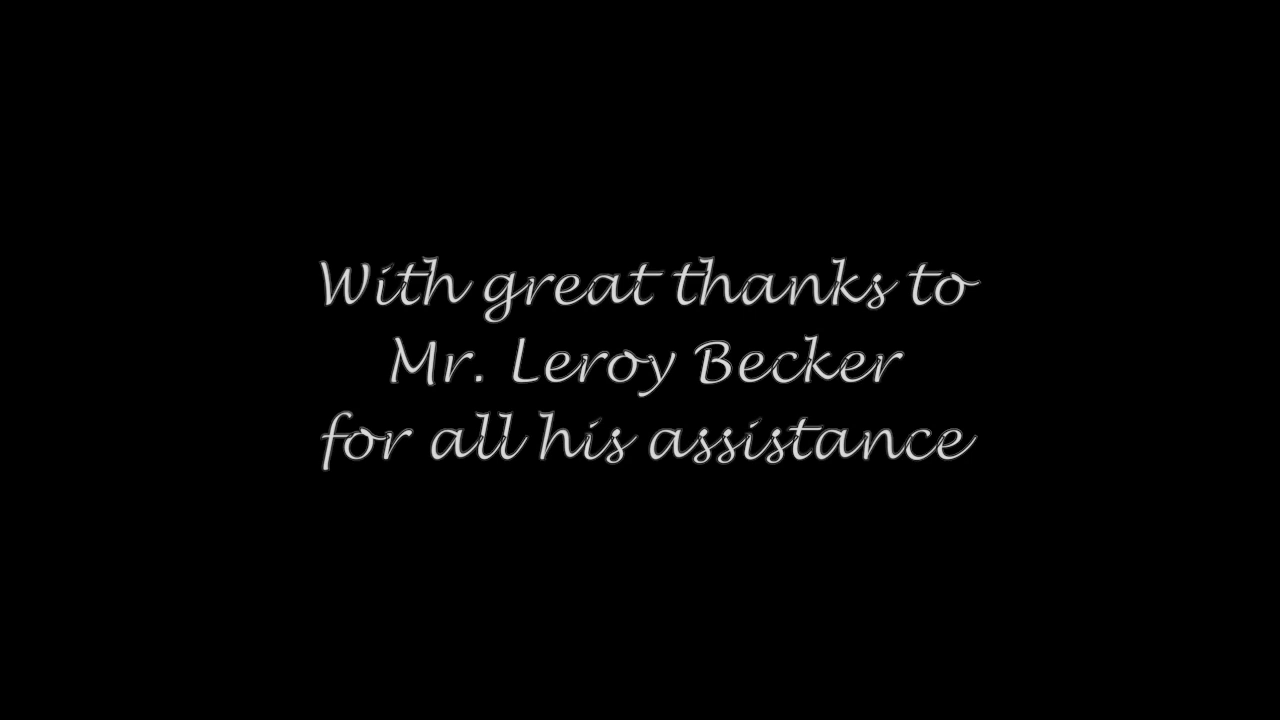 With great thanks to
Mr. Leroy Becker
for all his assistance